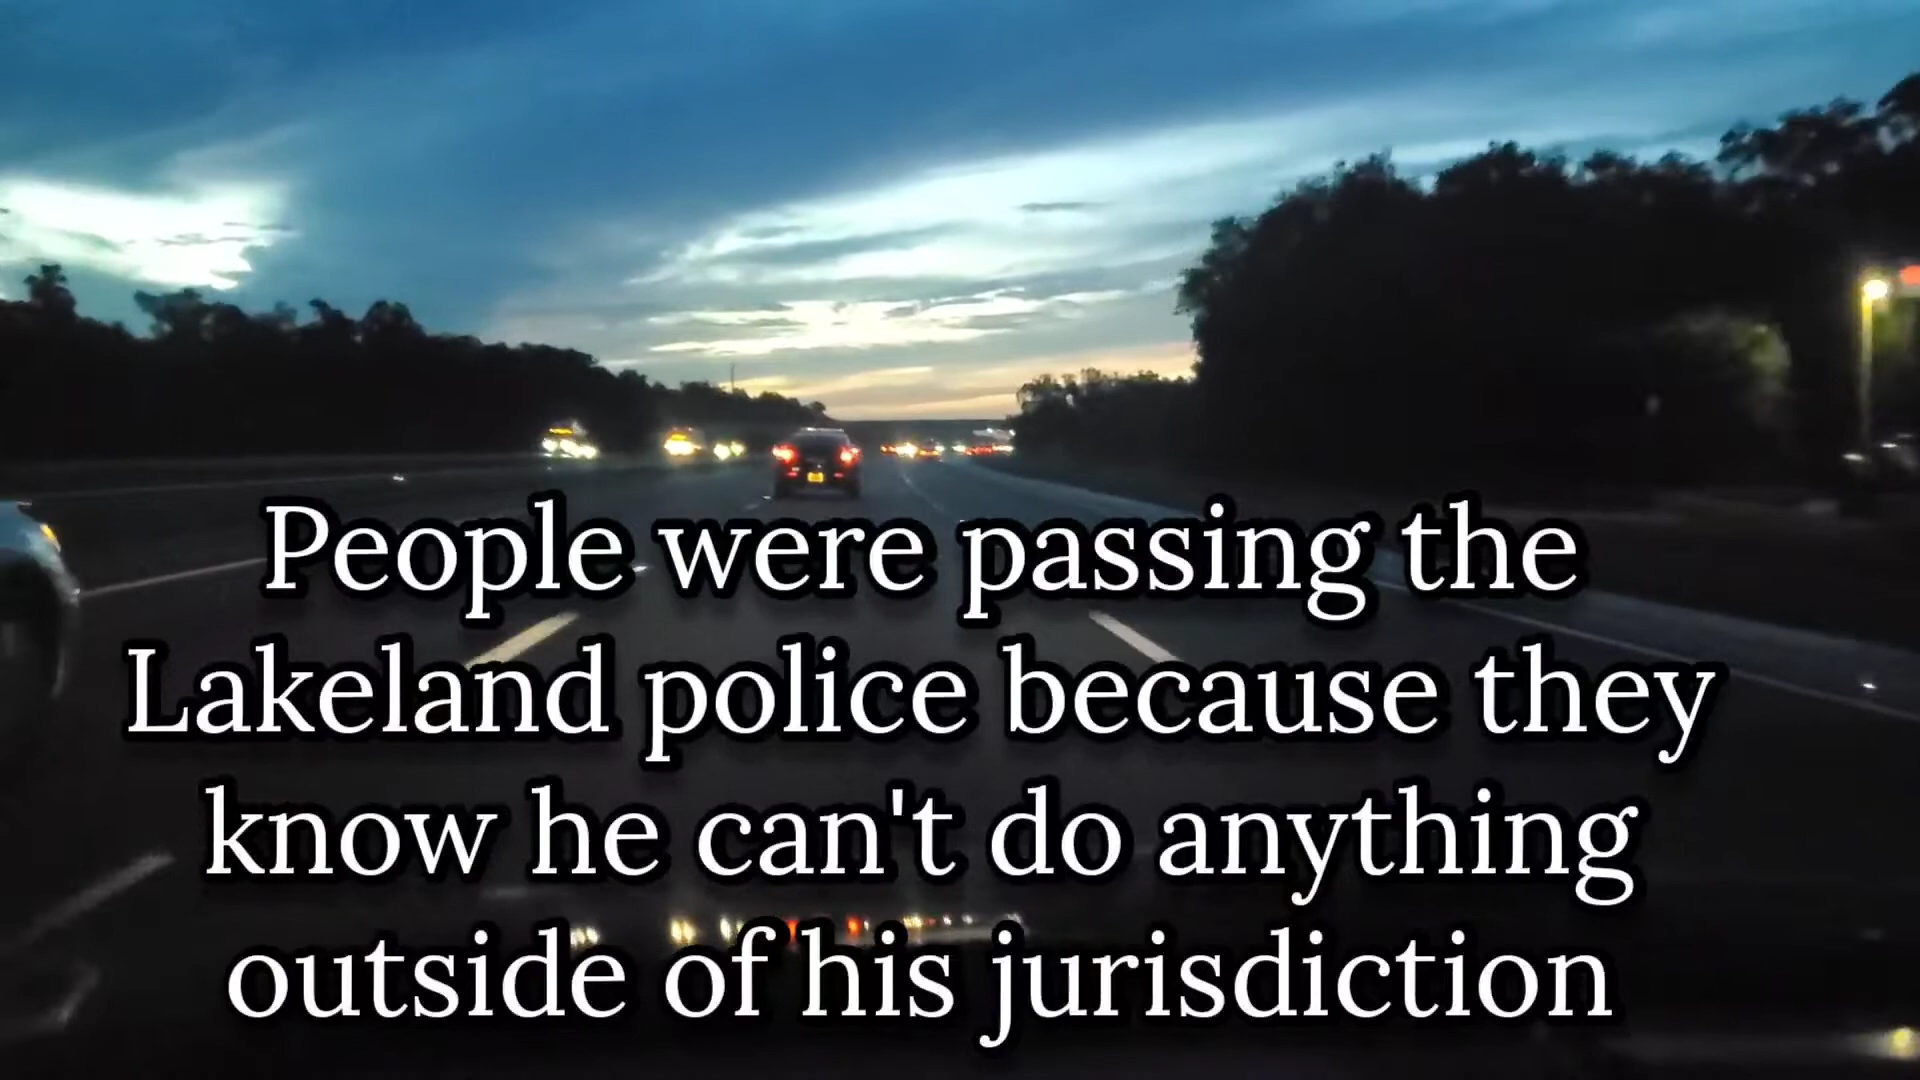 People were passing the
Lakeland police because they
know he can't do anything
outside of his jurisdiction